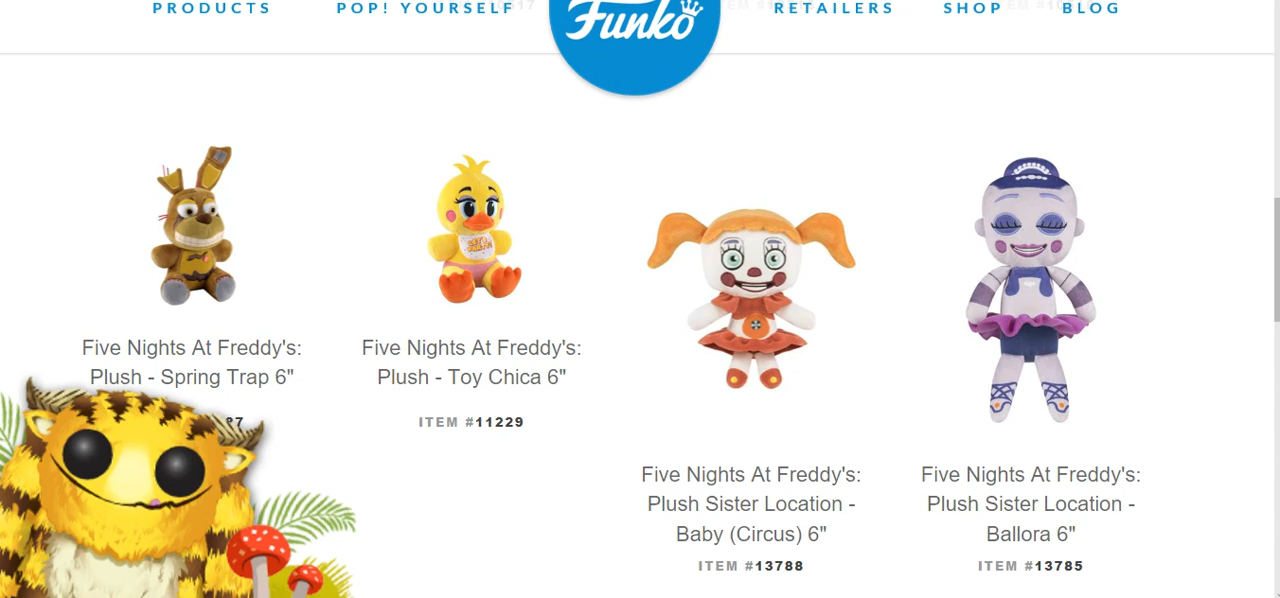 PRODUCTS POP! YOURSELF Funko RETAILERS SHOP BLOG
Five Nights At Freddy's:
Plush - Spring Trap 6"
Five Nights At Freddy's:
Plush - Toy Chica 6"
ITEM #11229
Five Nights At Freddy's:
Plush Sister Location -
Baby (Circus) 6"
ITEM #13788
Five Nights At Freddy's:
Plush Sister Location -
Ballora 6"
ITEM #13785